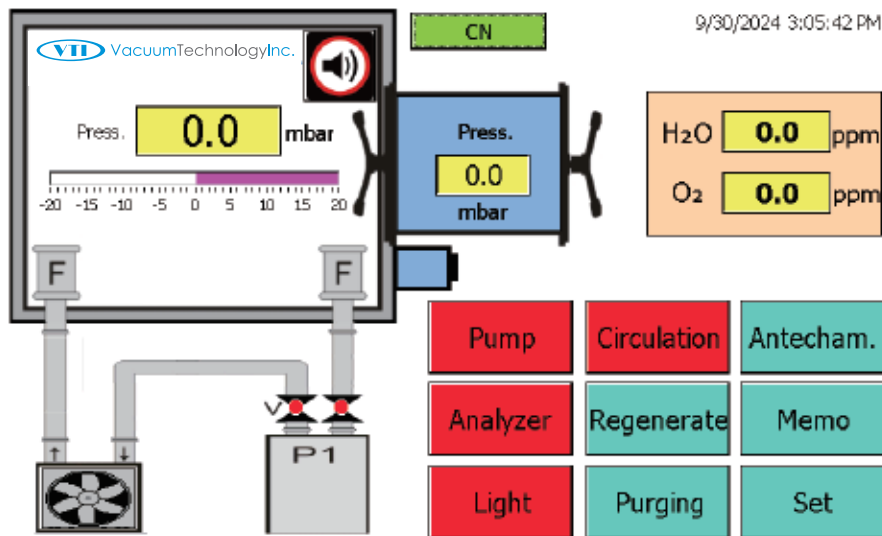 VTI VacuumTechnologyInc.
CN
9/30/2024 3:05:42 PM
Press. 0.0 mbar
-20 -15 -10 -5 0 5 10 15 20
Press.
0.0
mbar
H2O 0.0 ppm
O2 0.0 ppm
F F
Pump Circulation Antecham.
V
Analyzer Regenerate Memo
P1
Light Purging Set